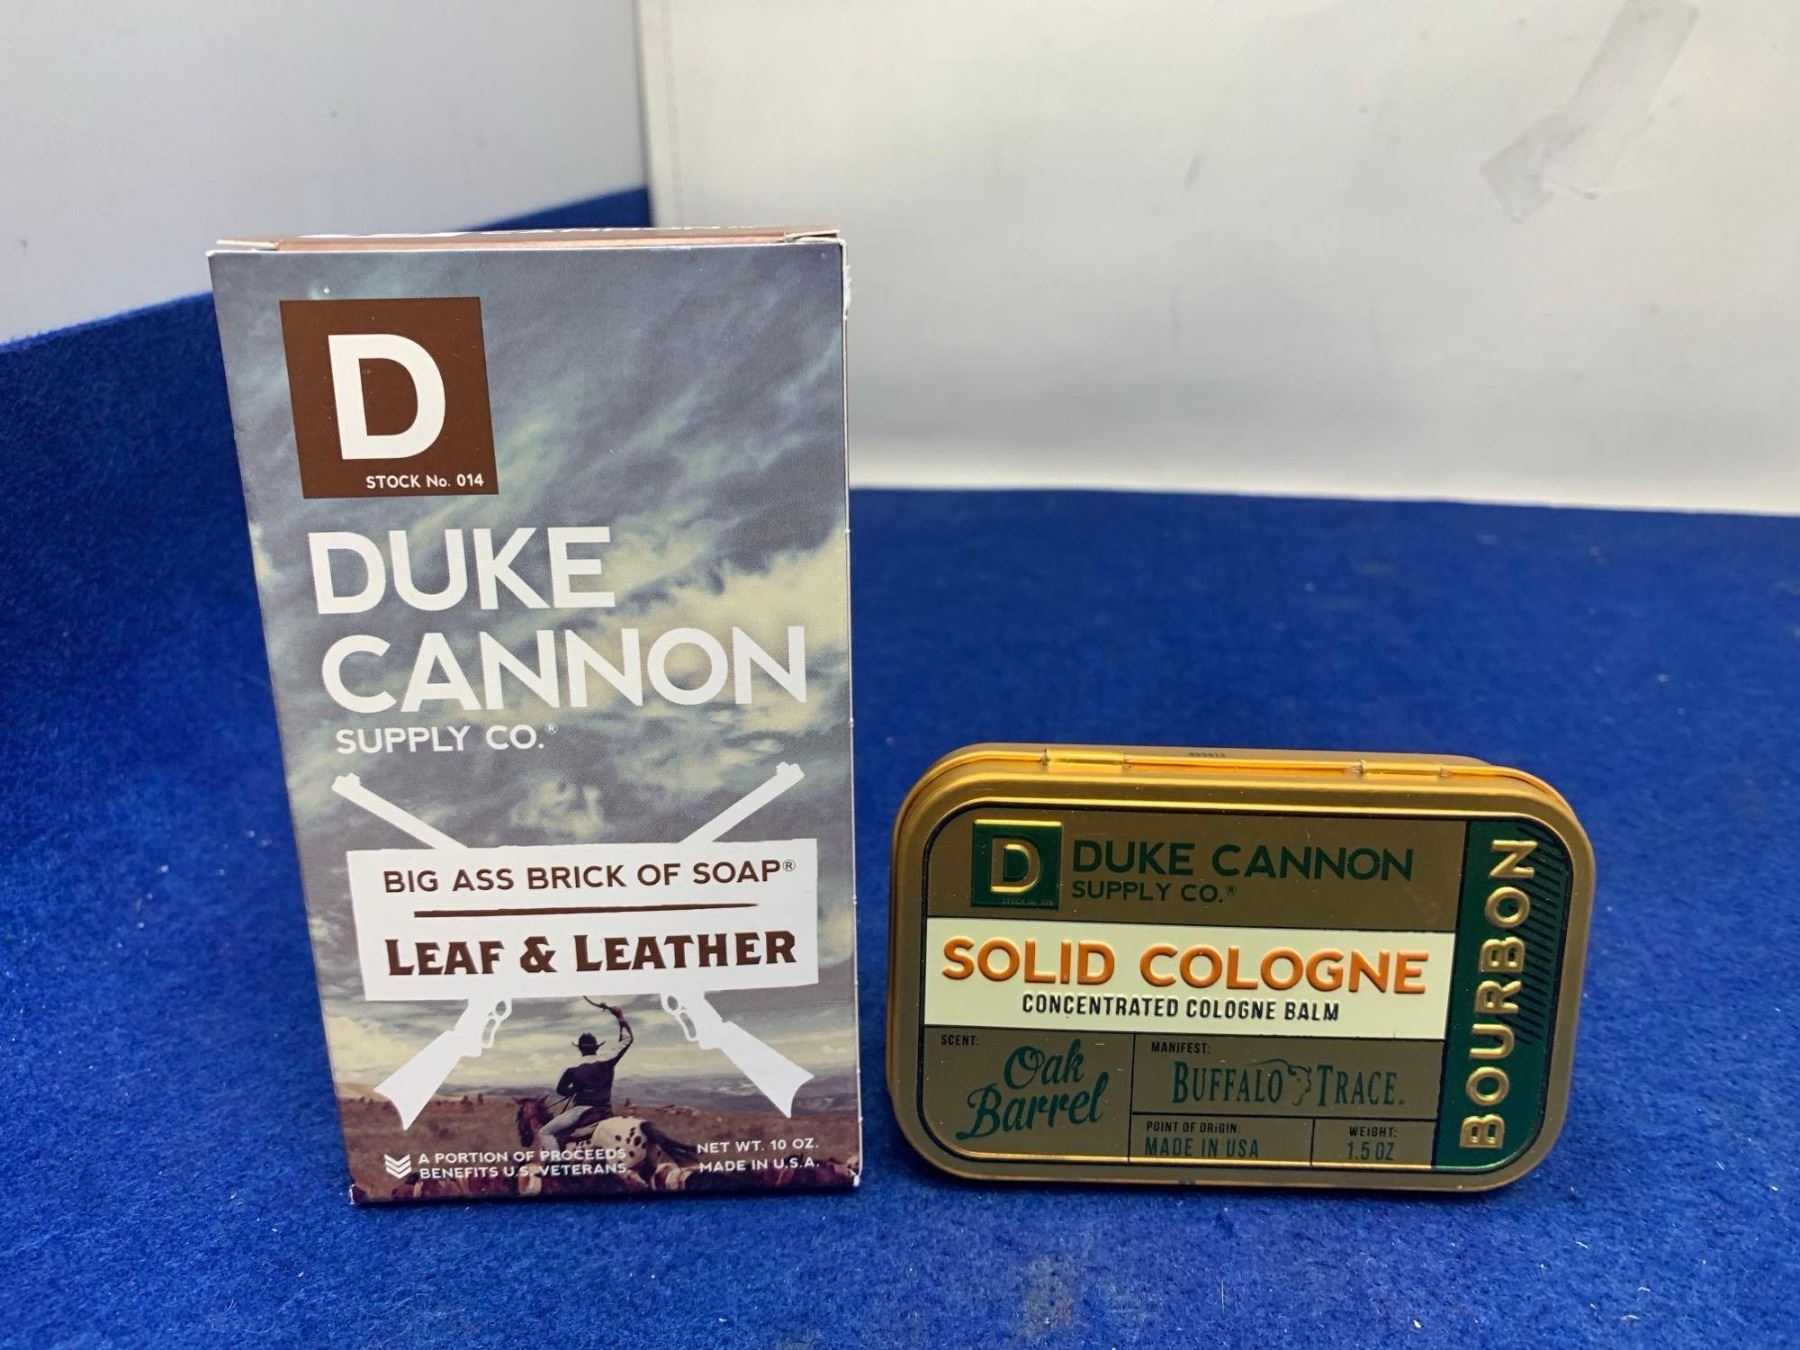 D
STOCK No. 014
DUKE
CANNON
SUPPLY CO.®
BIG ASS BRICK OF SOAP®
LEAF & LEATHER
A PORTION OF PROCEEDS
BENEFITS U.S. VETERANS.
NET WT. 10 OZ.
MADE IN U.S.A.
D
DUKE CANNON
SUPPLY CO.®
SOLID COLOGNE
CONCENTRATED COLOGNE BALM
SCENT:
Oak
Barrel
MANIFEST:
BUFFALO TRACE
POINT OF ORIGIN:
MADE IN USA
WEIGHT:
1.5 OZ
BOURBON